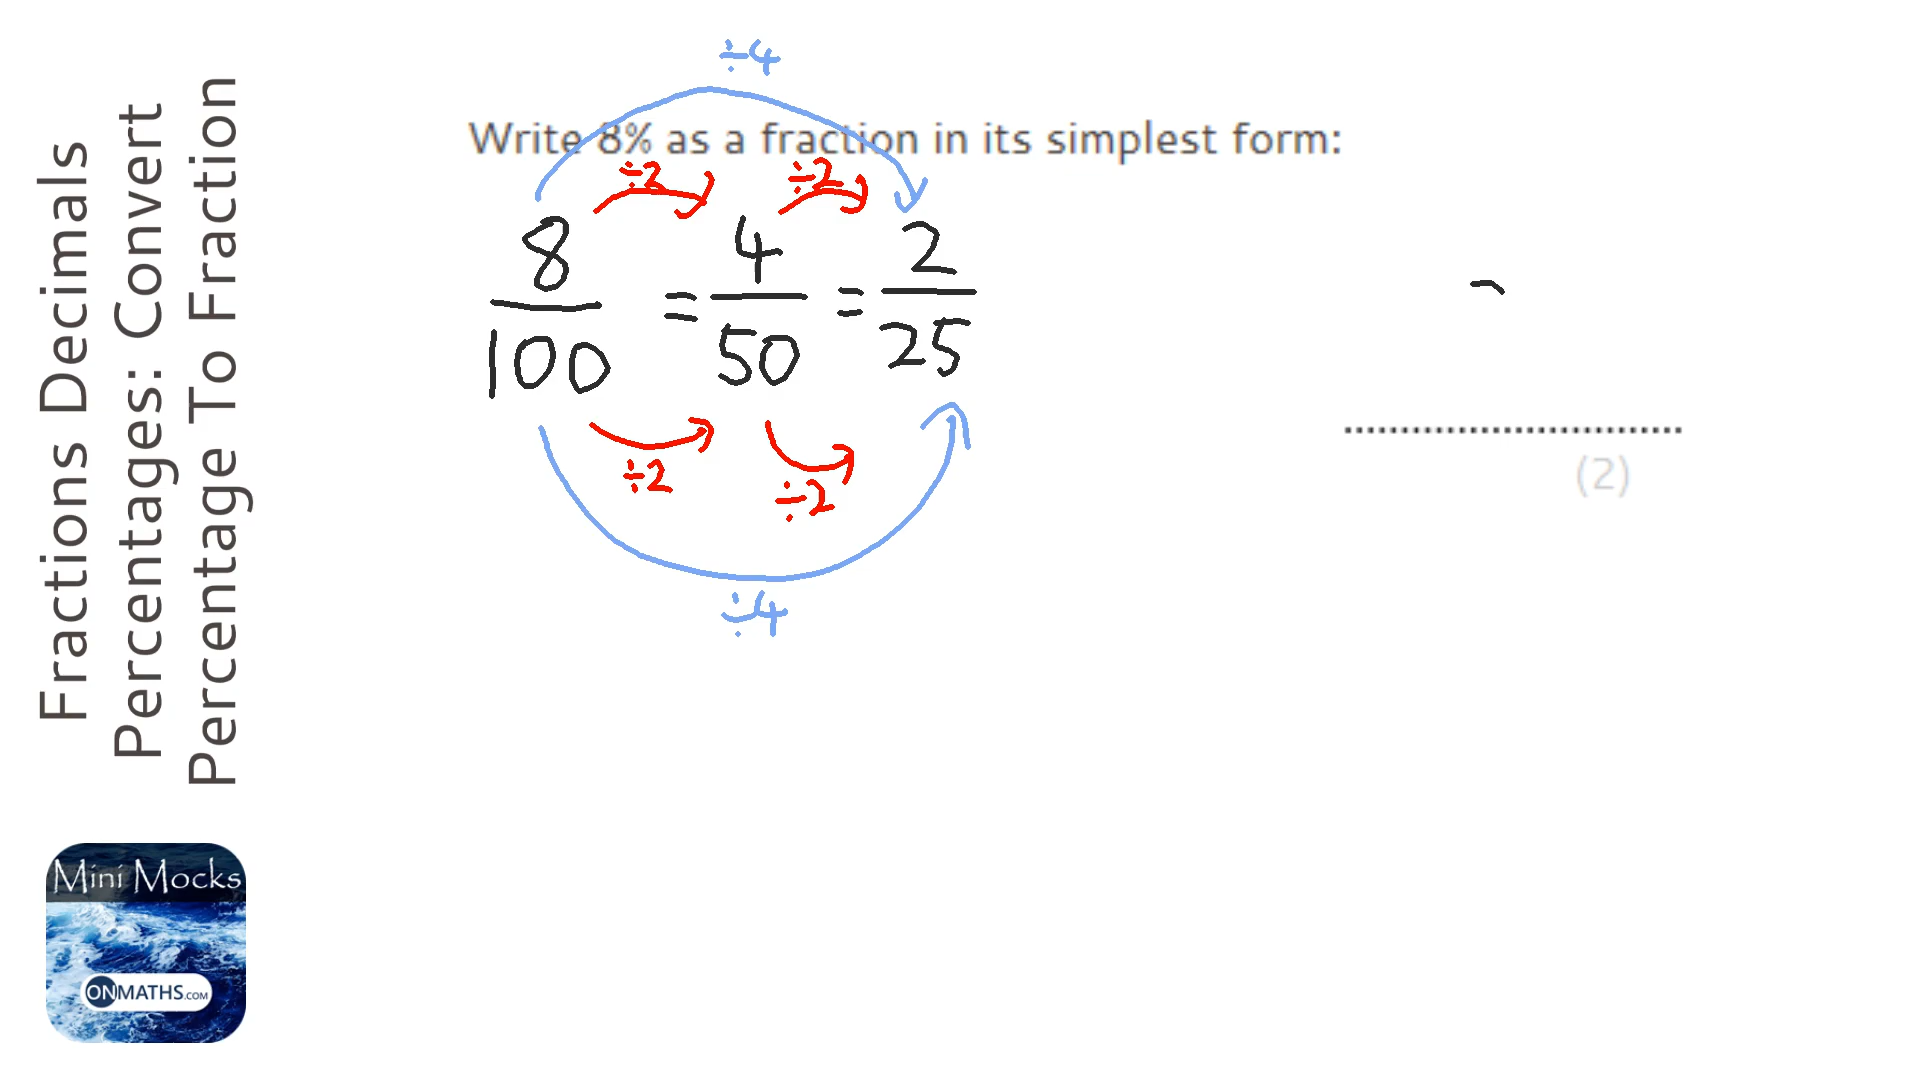 Fractions Decimals
Percentages: Convert
Percentage To Fraction
÷4
Write 8% as a fraction in its simplest form:
÷2 ÷2
8 4 2
= =
100 50 25
÷2 ÷2
÷4
(2)
Mini Mocks
ONMATHS.COM